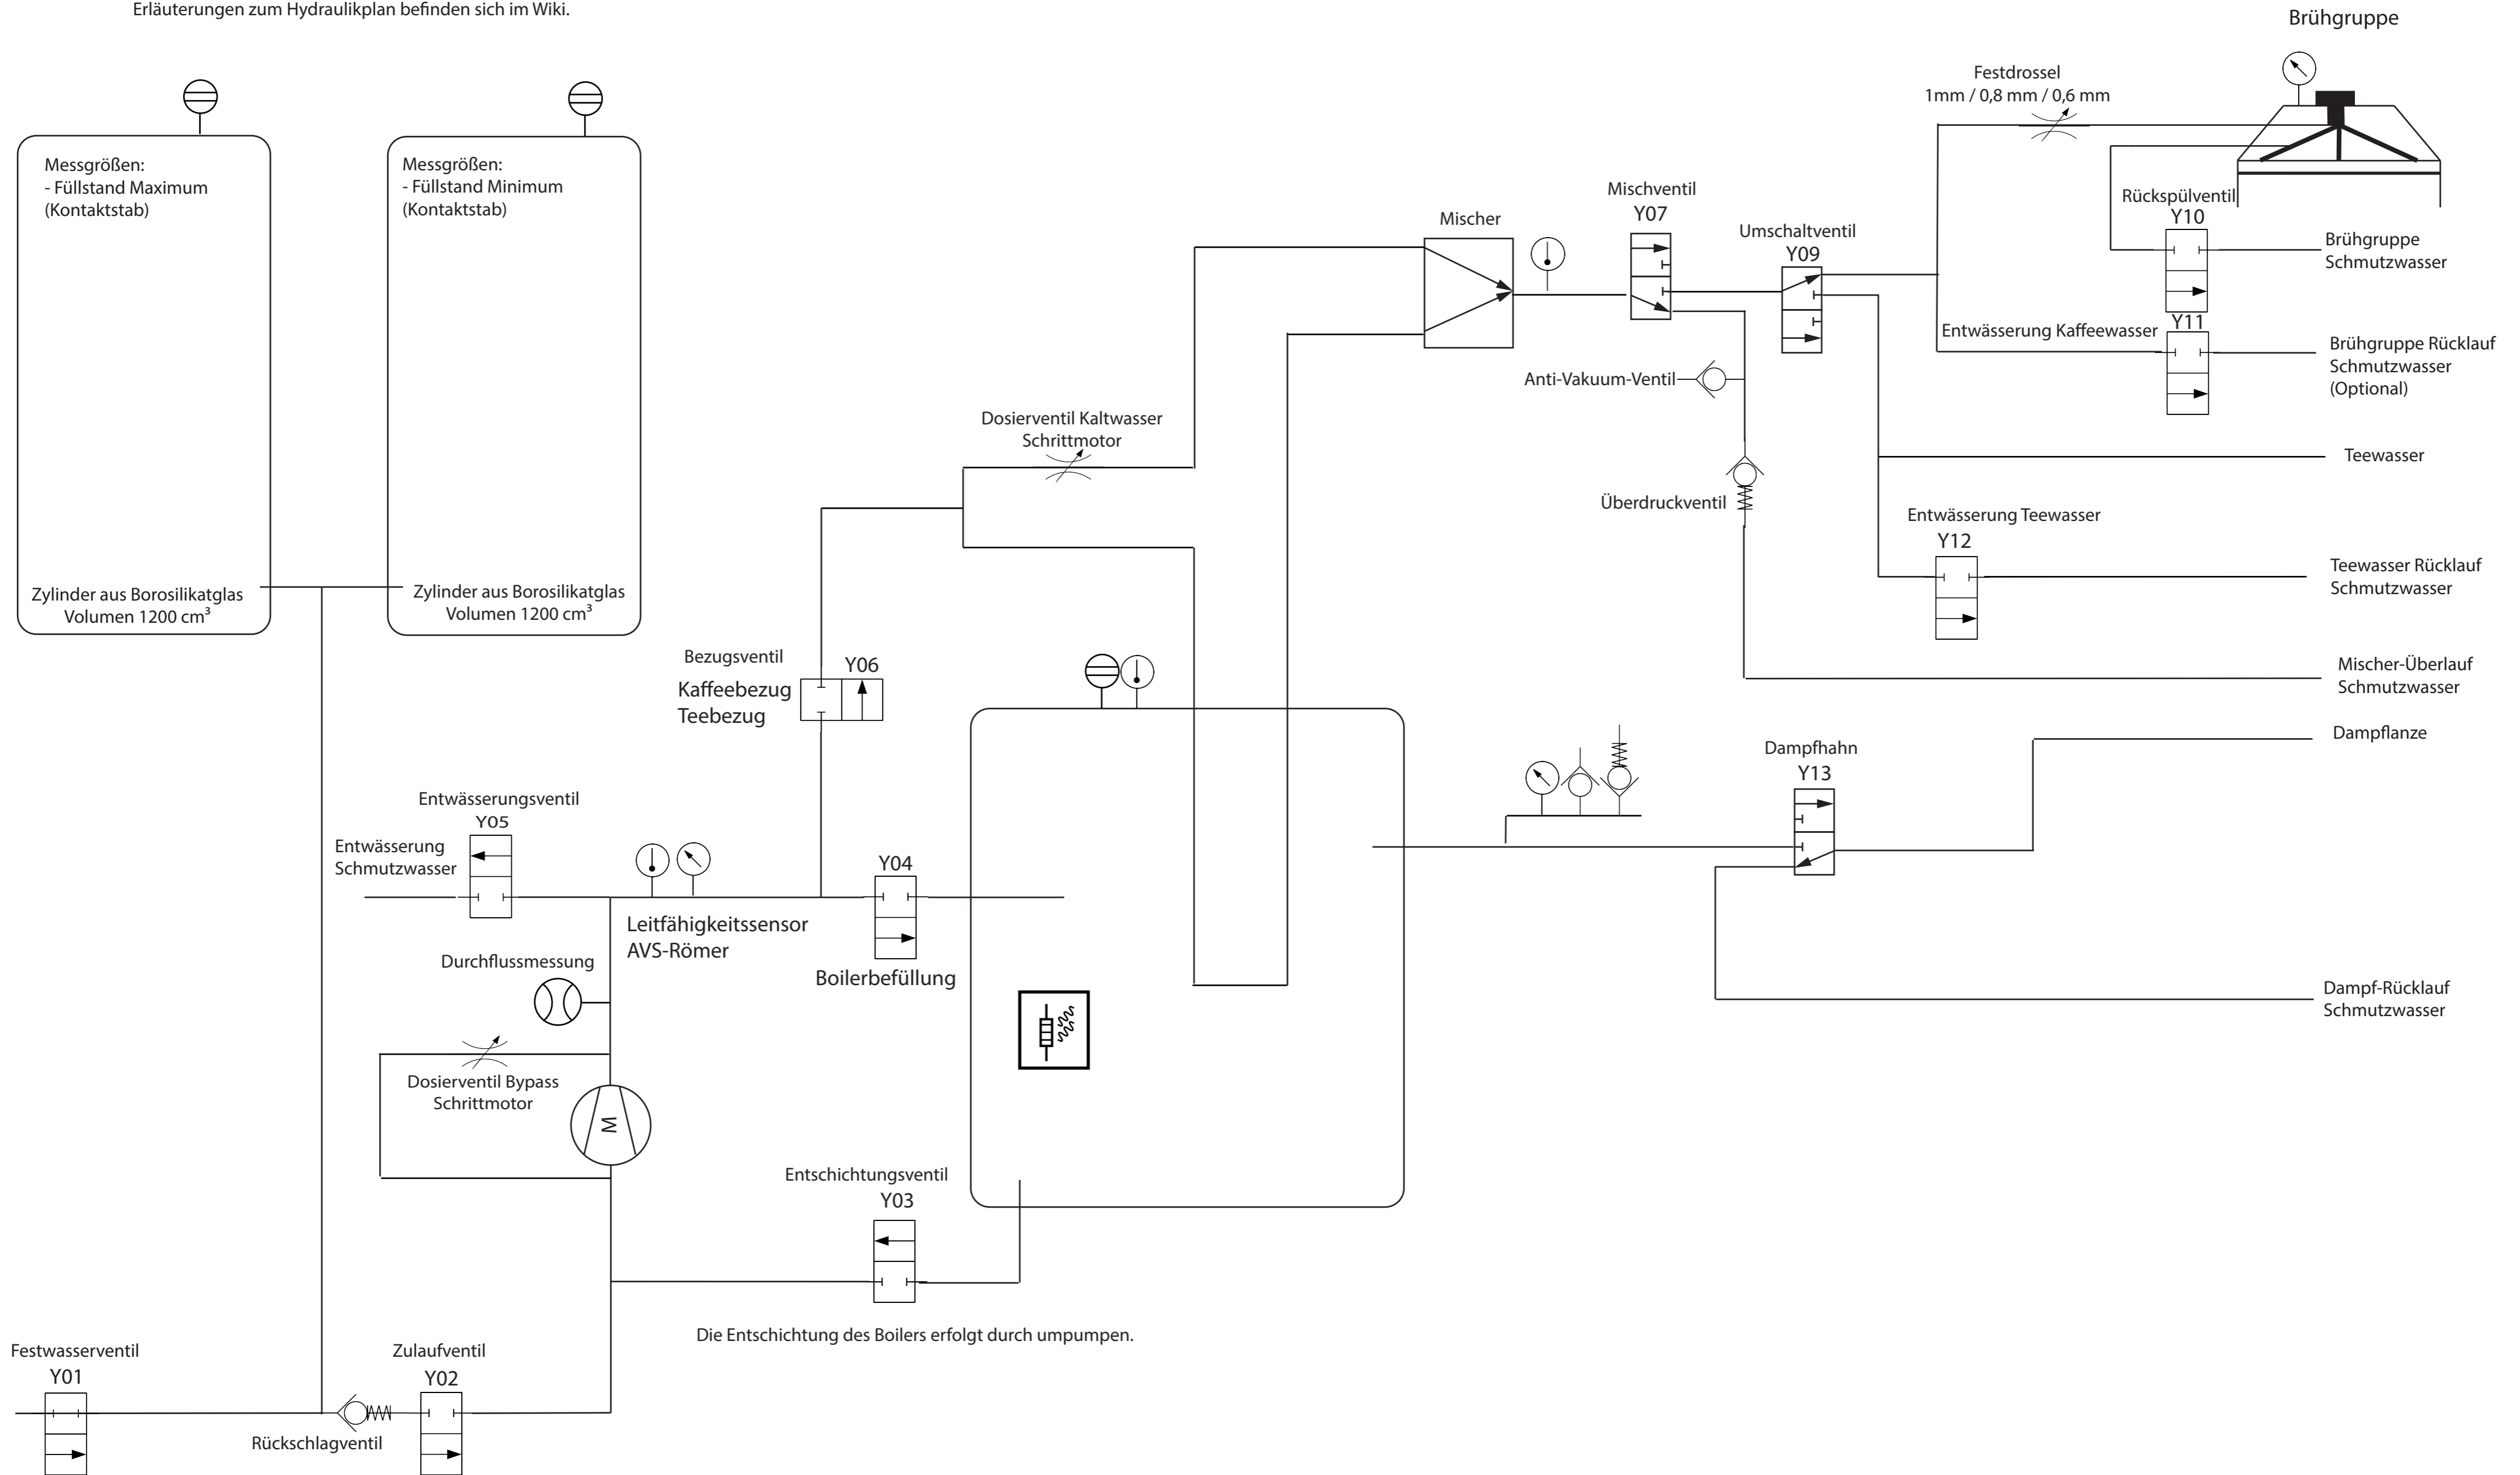 Erläuterungen zum Hydraulikplan befinden sich im Wiki.
Brühgruppe
Festdrossel
1mm / 0,8 mm / 0,6 mm
Messgrößen:
- Füllstand Maximum
(Kontaktstab)
Messgrößen:
- Füllstand Minimum
(Kontaktstab)
Mischer
Mischventil
Y07
Umschaltventil
Y09
Rückspülventil
Y10
Brühgruppe
Schmutzwasser
Y11
Entwässerung Kaffeewasser
Brühgruppe Rücklauf
Schmutzwasser
(Optional)
Anti-Vakuum-Ventil
Dosierventil Kaltwasser
Schrittmotor
Teewasser
Überdruckventil
Entwässerung Teewasser
Y12
Teewasser Rücklauf
Schmutzwasser
Zylinder aus Borosilikatglas
Volumen 1200 cm³
Zylinder aus Borosilikatglas
Volumen 1200 cm³
Bezugsventil
Y06
Kaffeebezug
Teebezug
Mischer-Überlauf
Schmutzwasser
Dampfhahn
Y13
Dampflanze
Entwässerungsventil
Y05
Entwässerung
Schmutzwasser
Y04
Leitfähigkeitssensor
AVS-Römer
Boilerbefüllung
Durchflussmessung
Dampf-Rücklauf
Schmutzwasser
Dosierventil Bypass
Schrittmotor
M
Entschichtungsventil
Y03
Die Entschichtung des Boilers erfolgt durch umpumpen.
Festwasserventil
Y01
Zulaufventil
Y02
Rückschlagventil